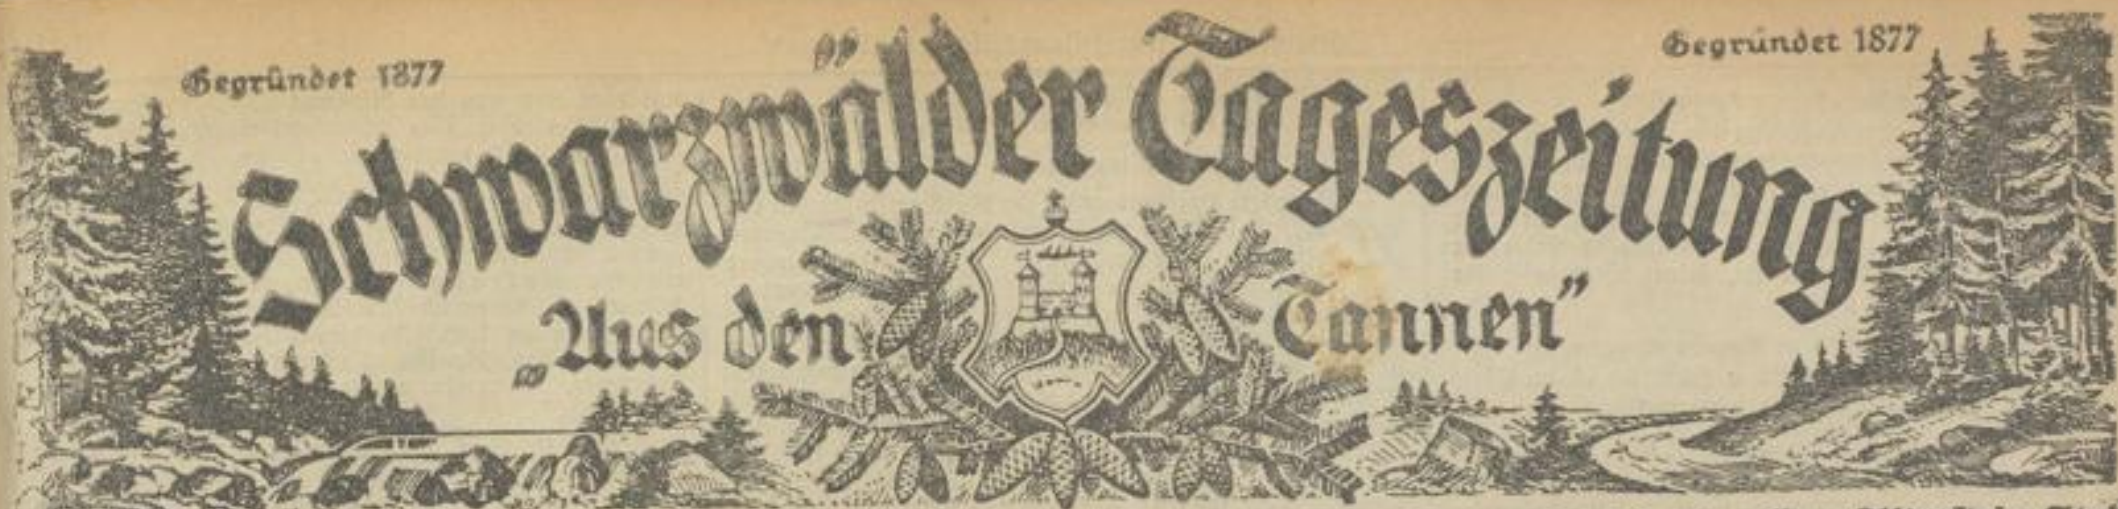 Gegründet 1877
Gegründet 1877
Schwarzwälder Tageszeitung
„Aus den Tannen"